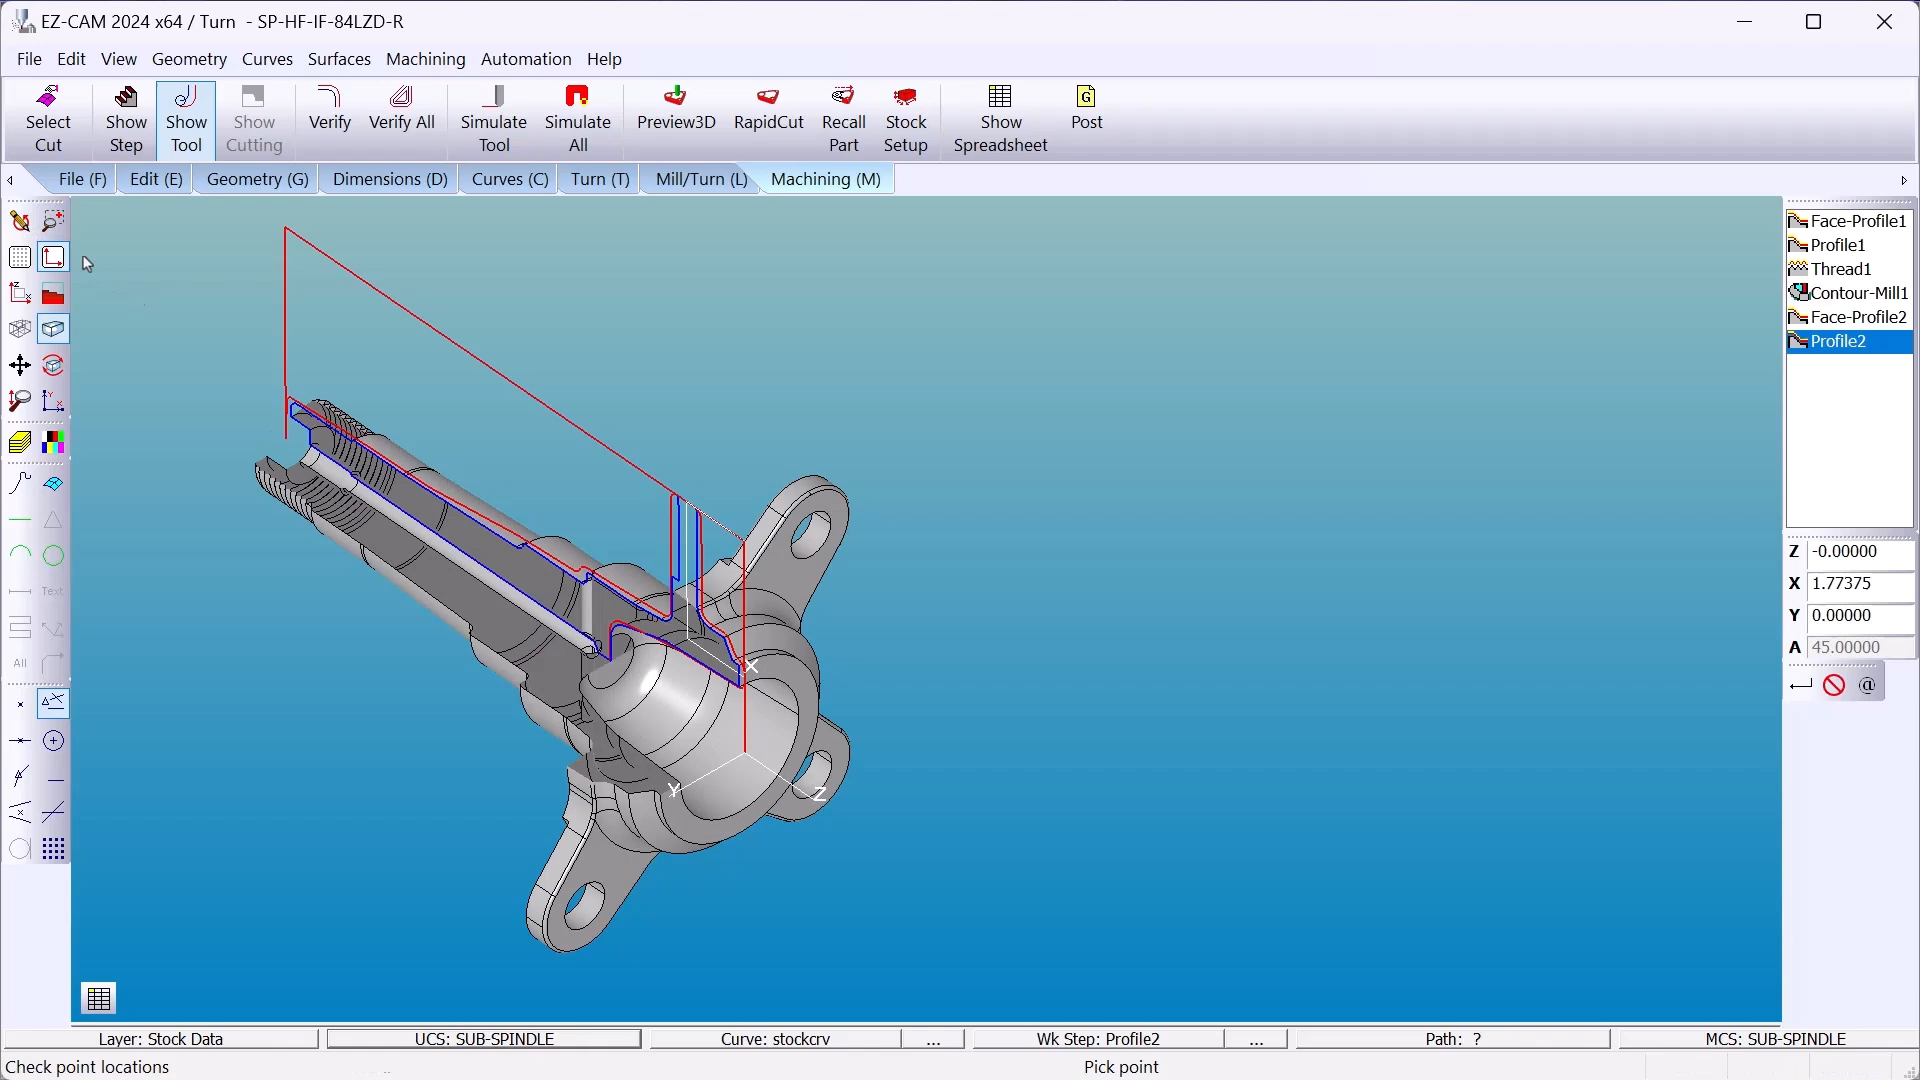 EZ-CAM 2024 x64 / Turn - SP-HF-IF-84LZD-R
File Edit View Geometry Curves Surfaces Machining Automation Help
Select Cut
Show Step
Show Tool
Show Cutting
Verify
Verify All
Simulate Tool
Simulate All
Preview3D
RapidCut
Recall Part
Stock Setup
Show Spreadsheet
G
Post
File (F) Edit (E) Geometry (G) Dimensions (D) Curves (C) Turn (T) Mill/Turn (L) Machining (M)
Face-Profile1
Profile1
Thread1
Contour-Mill1
Face-Profile2
Profile2
Z -0.00000
X 1.77375
Y 0.00000
A 45.00000
@
Text
All
X
Y
Z
Layer: Stock Data UCS: SUB-SPINDLE Curve: stockcrv ... Wk Step: Profile2 ... Path: ? MCS: SUB-SPINDLE
Check point locations Pick point